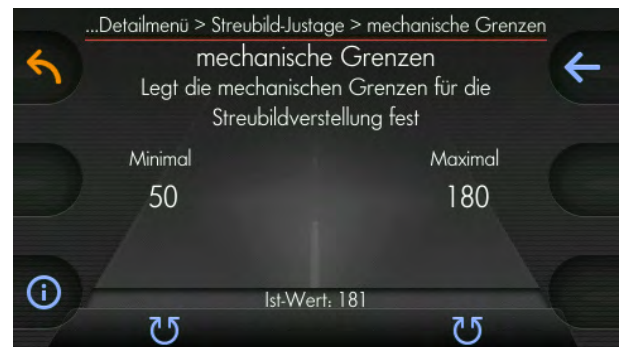 ...Detailmenü > Streubild-Justage > mechanische Grenzen
mechanische Grenzen
Legt die mechanischen Grenzen für die
Streubildverstellung fest
Minimal Maximal
50 180
Ist-Wert: 181